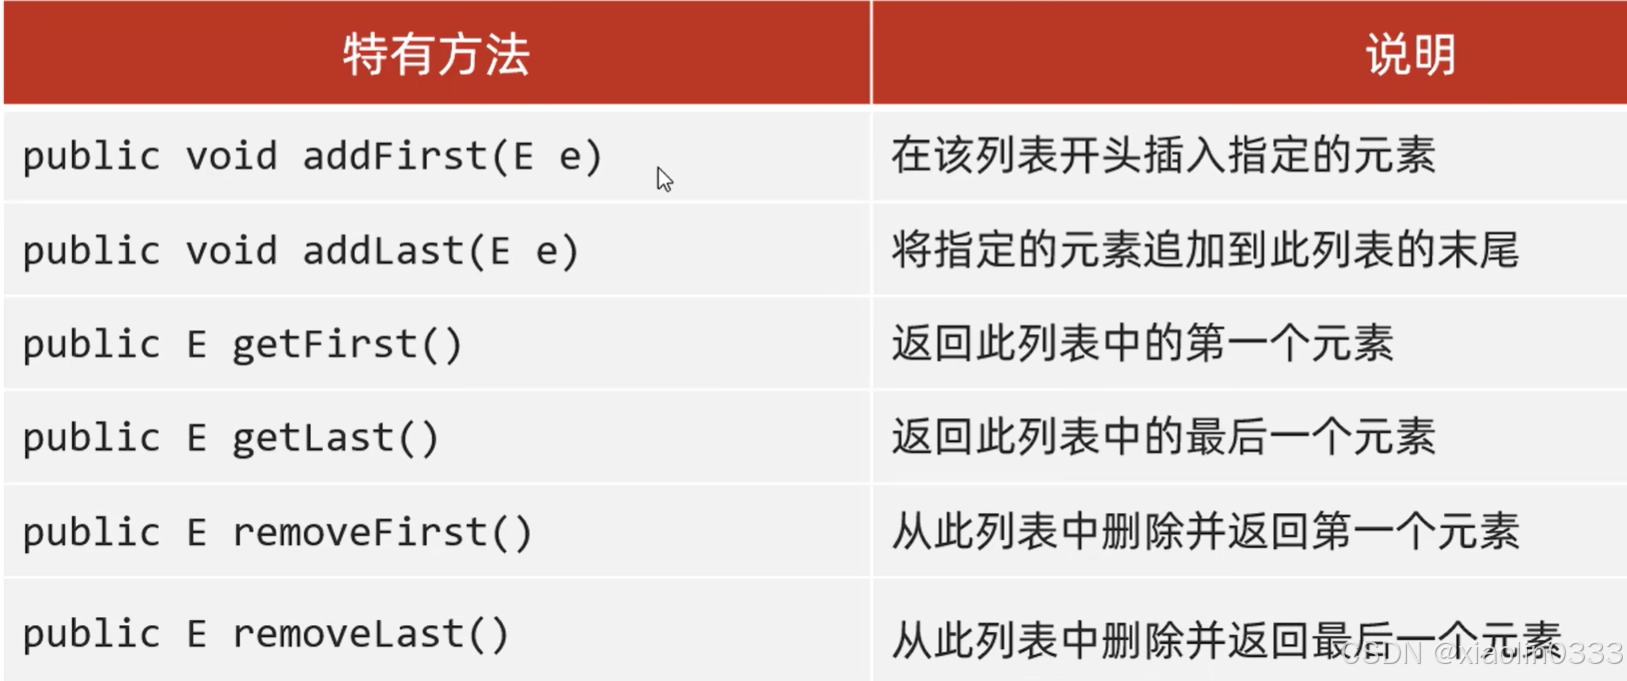 特有方法 说明
public void addFirst(E e) 在该列表开头插入指定的元素
public void addLast(E e) 将指定的元素追加到此列表的末尾
public E getFirst() 返回此列表中的第一个元素
public E getLast() 返回此列表中的最后一个元素
public E removeFirst() 从此列表中删除并返回第一个元素
public E removeLast() 从此列表中删除并返回最后一个元素
CSDN @xiaolin0333